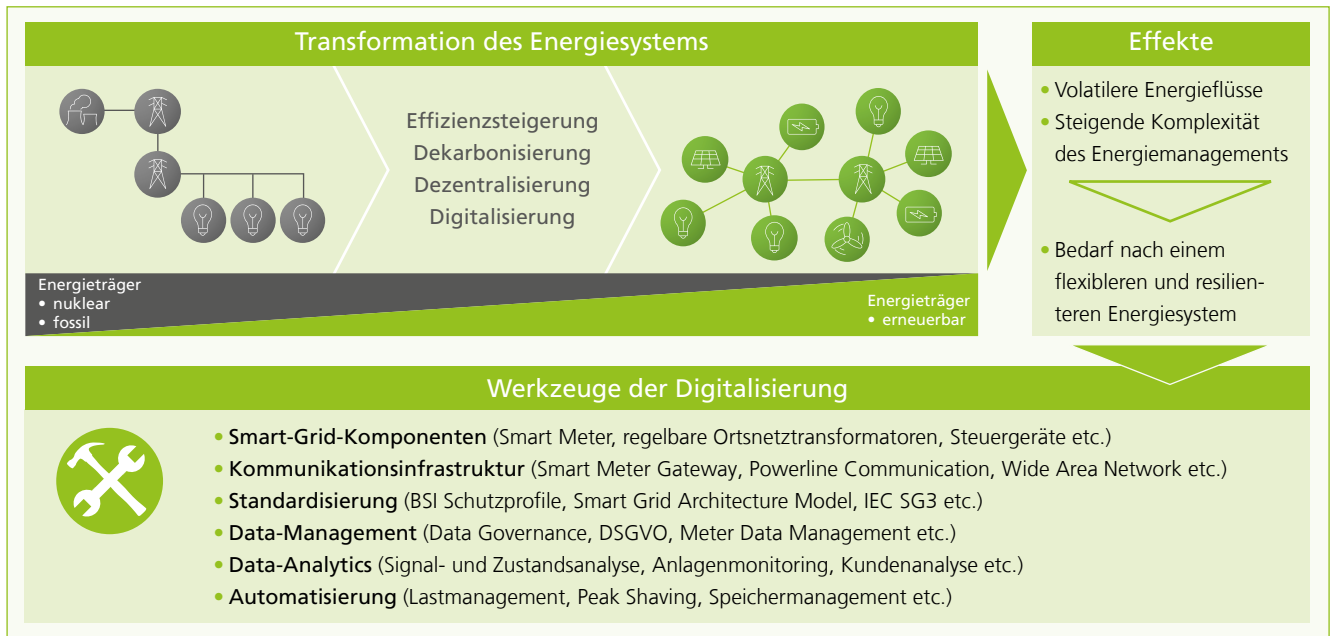 Transformation des Energiesystems
Effizienzsteigerung
Dekarbonisierung
Dezentralisierung
Digitalisierung
Energieträger
• nuklear
• fossil
Energieträger
• erneuerbar
Effekte
• Volatilere Energieflüsse
• Steigende Komplexität
des Energiemanagements
• Bedarf nach einem
flexibleren und resilien-
teren Energiesystem
Werkzeuge der Digitalisierung
• Smart-Grid-Komponenten (Smart Meter, regelbare Ortsnetztransformatoren, Steuergeräte etc.)
• Kommunikationsinfrastruktur (Smart Meter Gateway, Powerline Communication, Wide Area Network etc.)
• Standardisierung (BSI Schutzprofile, Smart Grid Architecture Model, IEC SG3 etc.)
• Data-Management (Data Governance, DSGVO, Meter Data Management etc.)
• Data-Analytics (Signal- und Zustandsanalyse, Anlagenmonitoring, Kundenanalyse etc.)
• Automatisierung (Lastmanagement, Peak Shaving, Speichermanagement etc.)